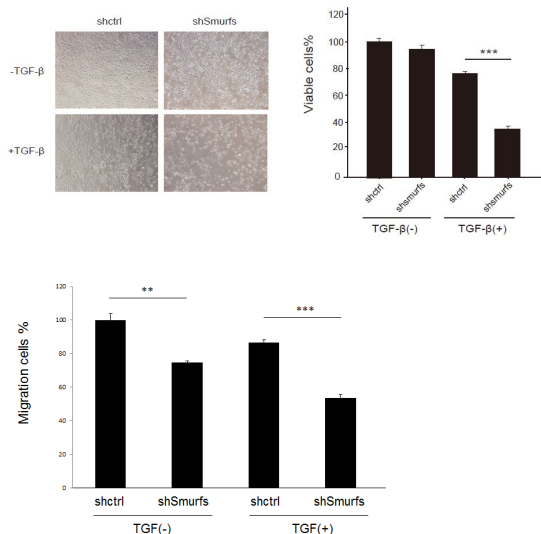 shctrl shSmurfs
-TGF-β
+TGF-β
Viable cells%
120
100
80
60
40
20
0
***
shctrl shsmurfs shctrl shsmurfs
TGF-β(-) TGF-β(+)
Migration cells %
120
100
80
60
40
20
0
** ***
shctrl shSmurfs shctrl shSmurfs
TGF(-) TGF(+)